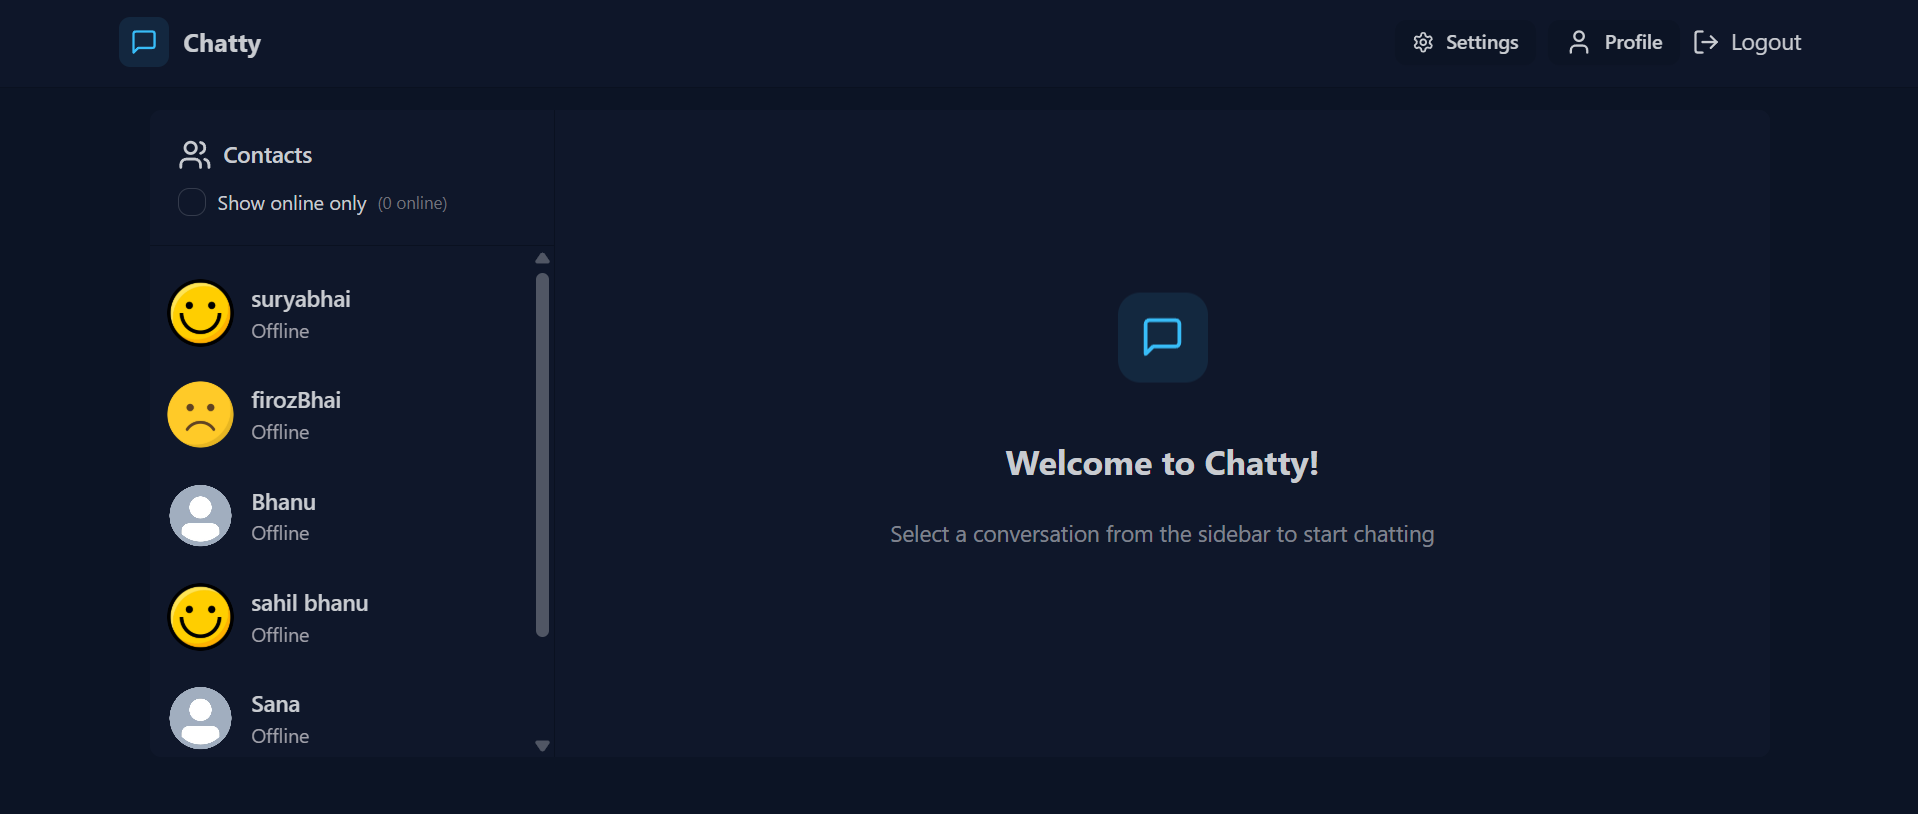 Chatty
Settings
Profile
Logout
Contacts
Show online only (0 online)
suryabhai
Offline
firozBhai
Offline
Bhanu
Offline
sahil bhanu
Offline
Sana
Offline
Welcome to Chatty!
Select a conversation from the sidebar to start chatting